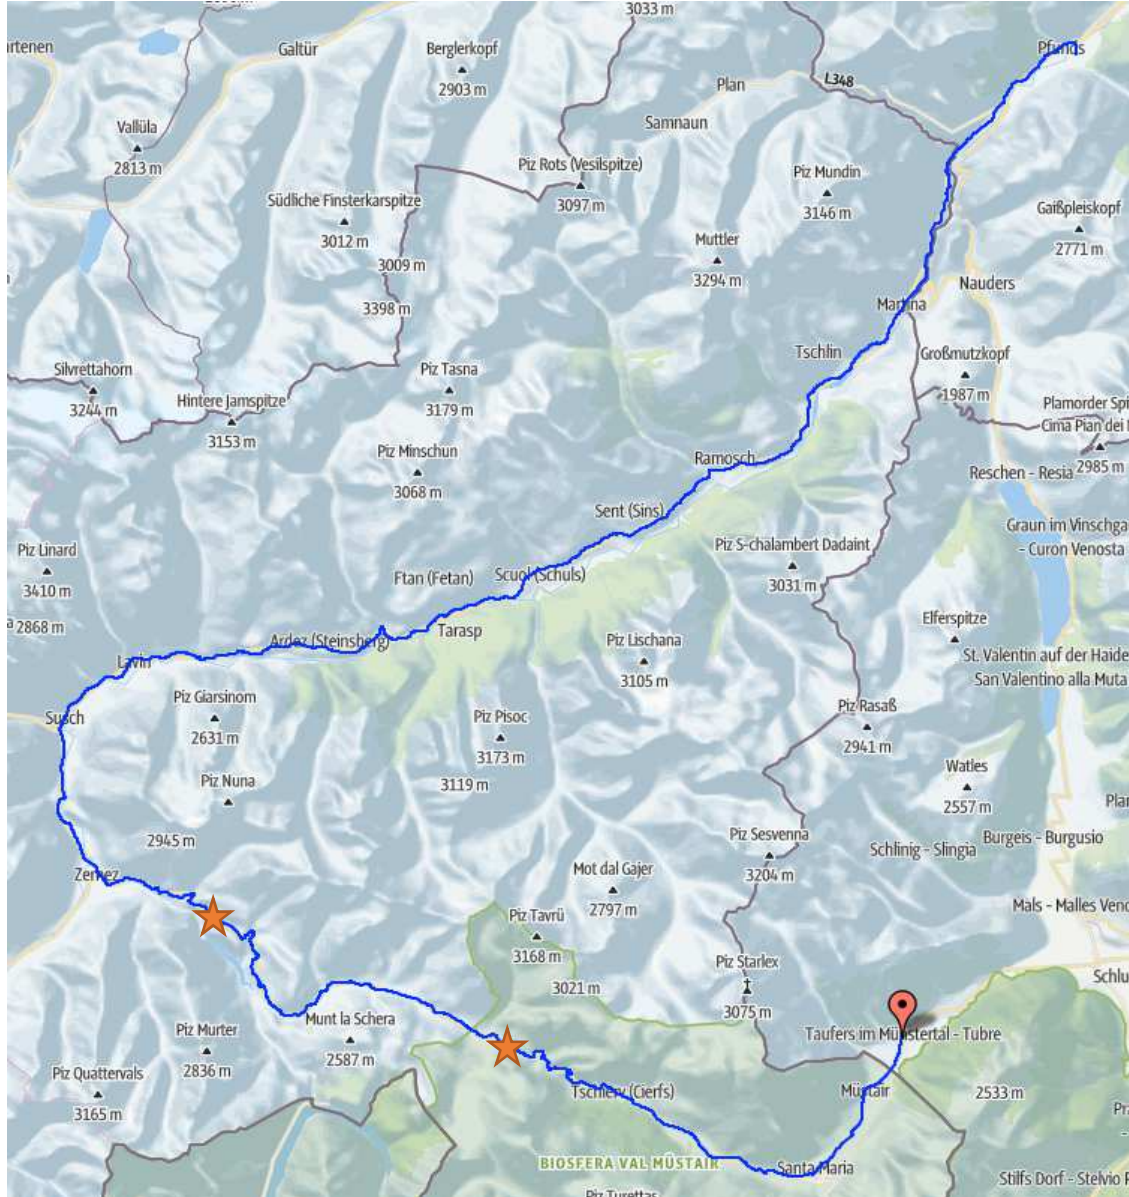 3033 m
artenen
Galtür
Berglerkopf
2903 m
Pfunds
L348
Plan
Samnaun
Vallüla
2813 m
Piz Rots (Vesilspitze)
3097 m
Piz Mundin
3146 m
Südliche Finsterkarspitze
3012 m
Gaißpleiskopf
2771 m
Muttler
3294 m
3009 m
Nauders
3398 m
Martina
Tschlin
Großmutzkopf
1987 m
Silvrettahorn
3244 m
Piz Tasna
3179 m
Hintere Jamspitze
3153 m
Plamorder Spi
Cima Pian dei
2985 m
Piz Minschun
3068 m
Ramosch
Reschen - Resia
Sent (Sins)
Graun im Vinschga
- Curon Venosta
Piz Linard
3410 m
Piz S-chalambert Dadaint
3031 m
Ftan (Fetan)
Scuol (Schuls)
2868 m
Elferspitze
Ardez (Steinsberg)
Tarasp
Piz Lischana
3105 m
St. Valentin auf der Haide
San Valentino alla Muta
Lavin
Piz Giarsinom
2631 m
Susch
Piz Pisoc
3173 m
Piz Rasaß
2941 m
3119 m
Piz Nuna
2945 m
Watles
2557 m
Plar
Piz Sesvenna
3204 m
Schlinig - Slingia
Burgeis - Burgusio
Zernez
Mot dal Gajer
2797 m
Mals - Malles Veno
Piz Tavrü
3168 m
3021 m
Piz Starlex
3075 m
Schlu
Munt la Schera
2587 m
Piz Murter
2836 m
Taufers im Münstertal - Tubre
Piz Quattervals
3165 m
Tschierv (Cierfs)
Müstair
2533 m
BIOSFERA VAL MÜSTAIR
Santa Maria
Stilfs Dorf - Stelvio
Piz Turettas